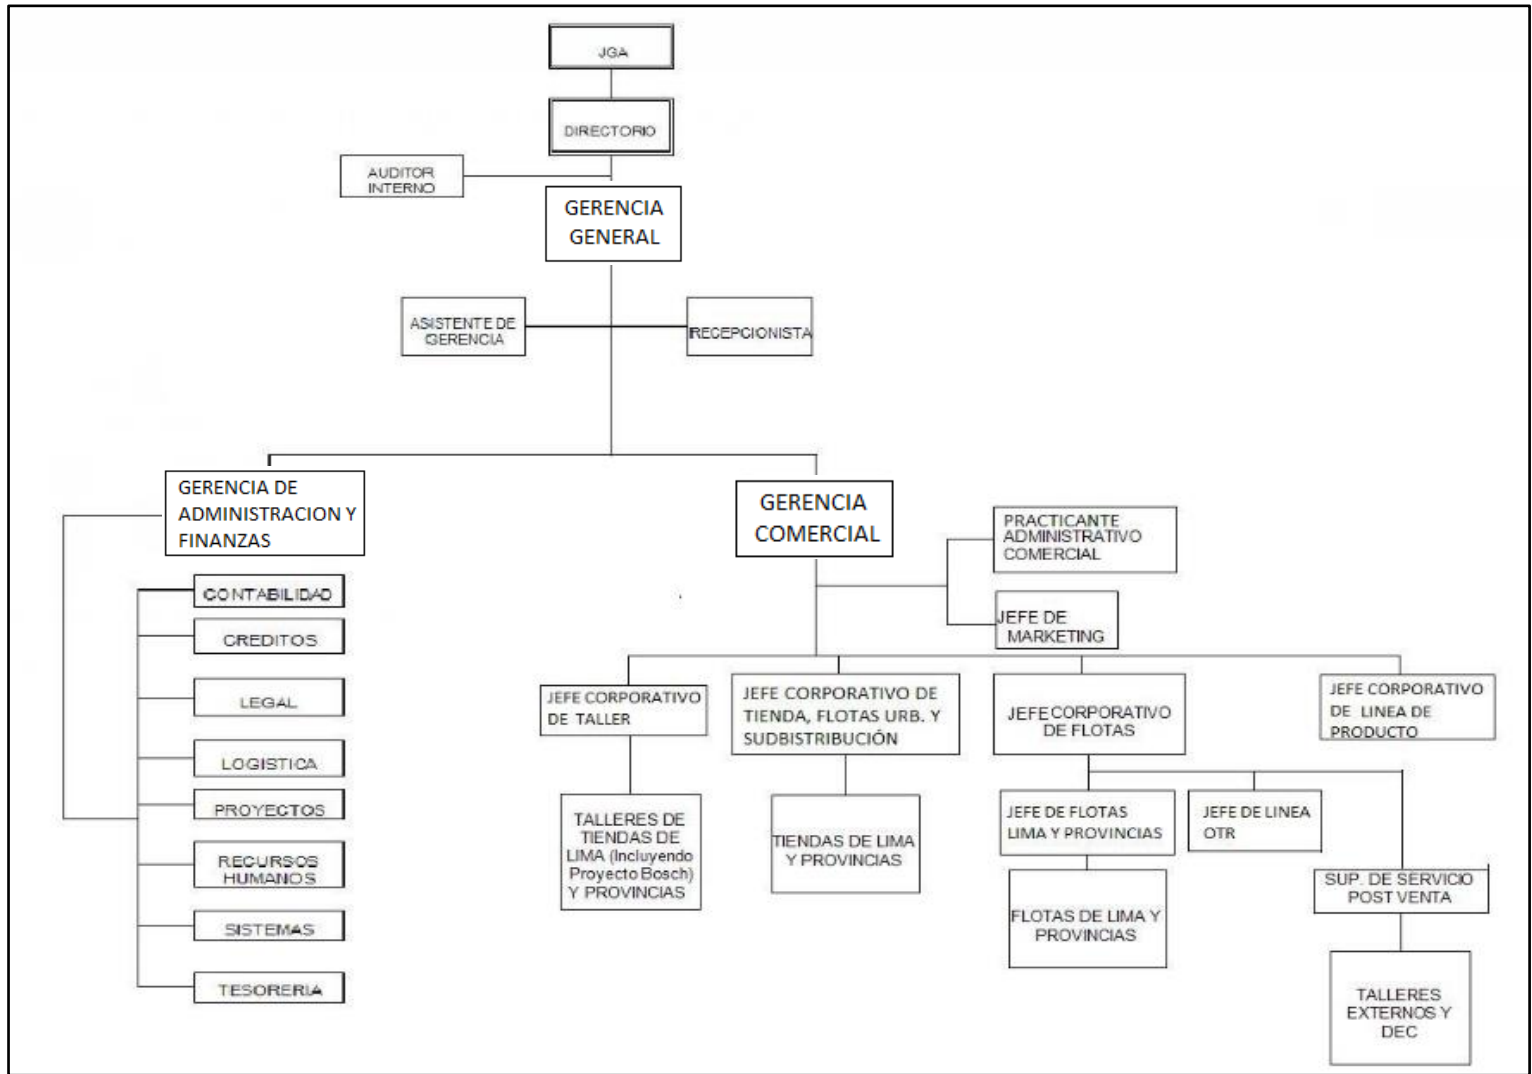 JGA
DIRECTORIO
AUDITOR
INTERNO
GERENCIA
GENERAL
ASISTENTE DE
GERENCIA
RECEPCIONISTA
GERENCIA DE
ADMINISTRACION Y
FINANZAS
GERENCIA
COMERCIAL
PRACTICANTE
ADMINISTRATIVO
COMERCIAL
JEFE DE
MARKETING
CONTABILIDAD
CREDITOS
LEGAL
LOGISTICA
PROYECTOS
RECURSOS
HUMANOS
SISTEMAS
TESORERIA
JEFE CORPORATIVO
DE TALLER
JEFE CORPORATIVO DE
TIENDA, FLOTAS URB. Y
SUDBISTRIBUCIÓN
JEFE CORPORATIVO
DE FLOTAS
JEFE CORPORATIVO
DE LINEA DE
PRODUCTO
TALLERES DE
TIENDAS DE
LIMA (Incluyendo
Proyecto Bosch)
Y PROVINCIAS
TIENDAS DE LIMA
Y PROVINCIAS
JEFE DE FLOTAS
LIMA Y PROVINCIAS
JEFE DE LINEA
OTR
FLOTAS DE LIMA Y
PROVINCIAS
SUP. DE SERVICIO
POST VENTA
TALLERES
EXTERNOS Y
DEC